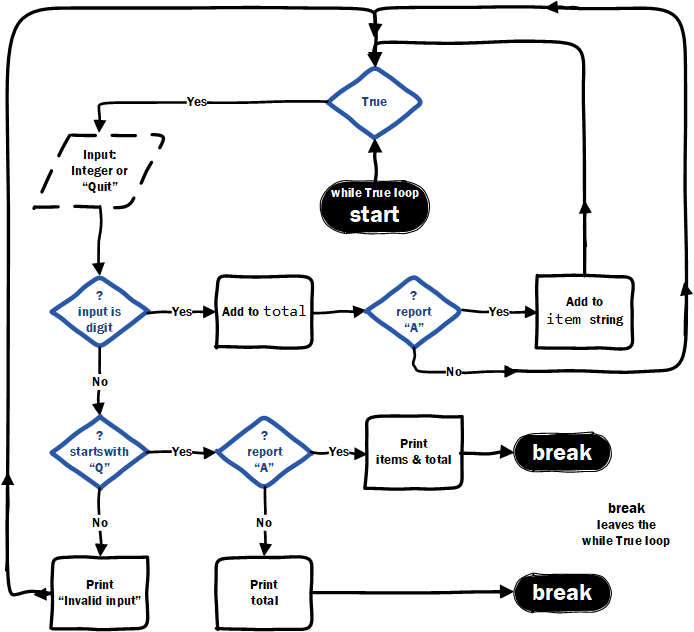 True
Yes
Input:
Integer or
“Quit”
while True loop
start
?
input is
digit
Yes
Add to total
?
report
“A”
Yes
Add to
item string
No
No
?
startswith
“Q”
Yes
?
report
“A”
Yes
Print
items & total
break
break
leaves the
while True loop
No
No
Print
“Invalid input”
Print
total
break